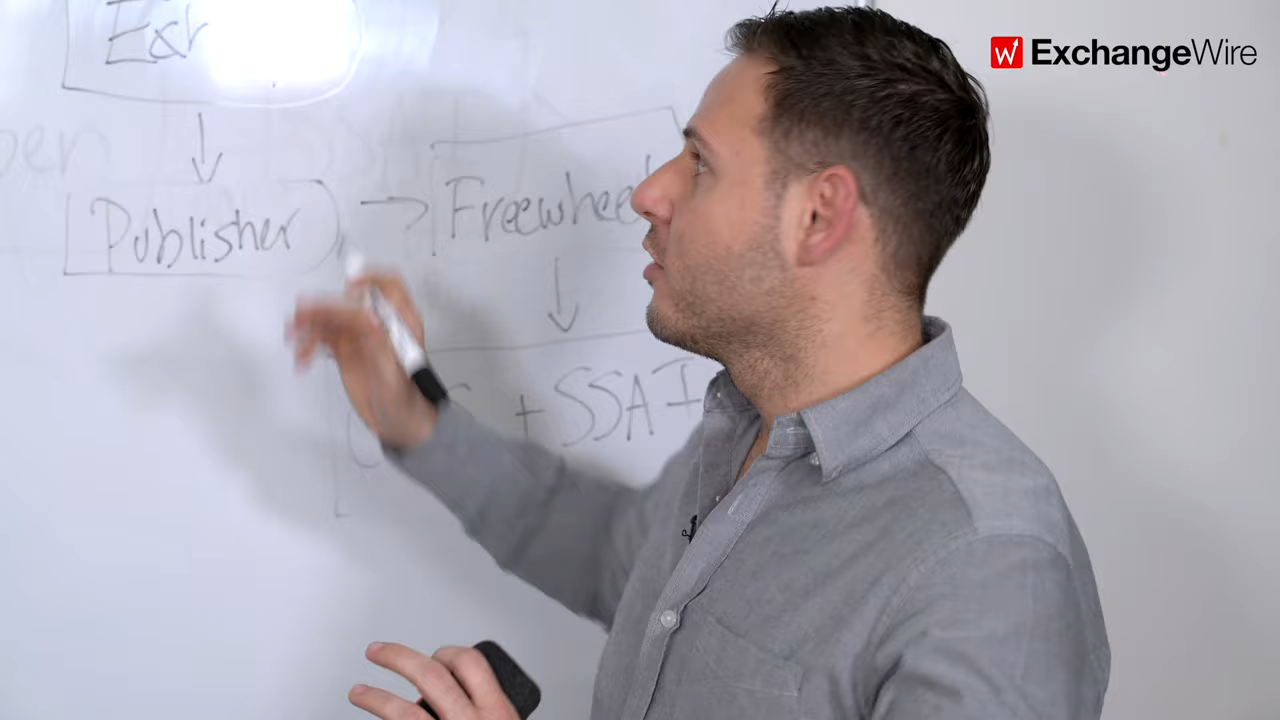 ExchangeWire
Publisher → Freewheel
+ SSAI